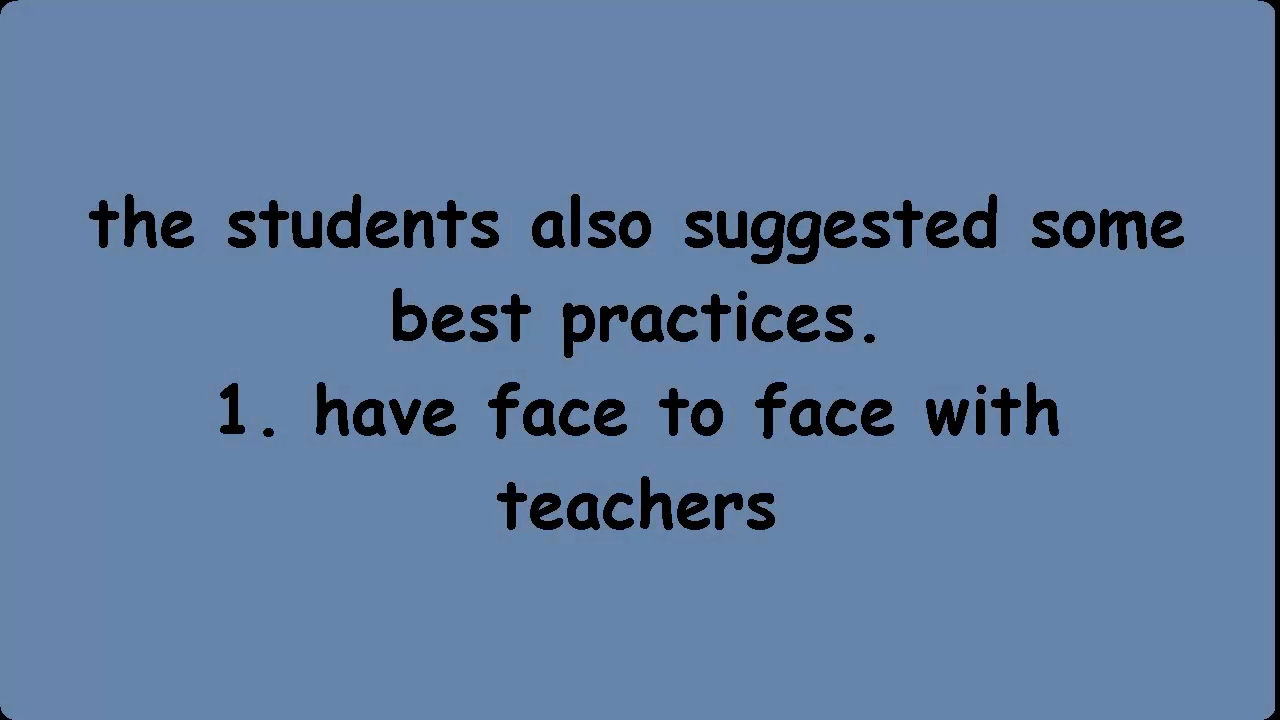 the students also suggested some
best practices.
1. have face to face with
teachers